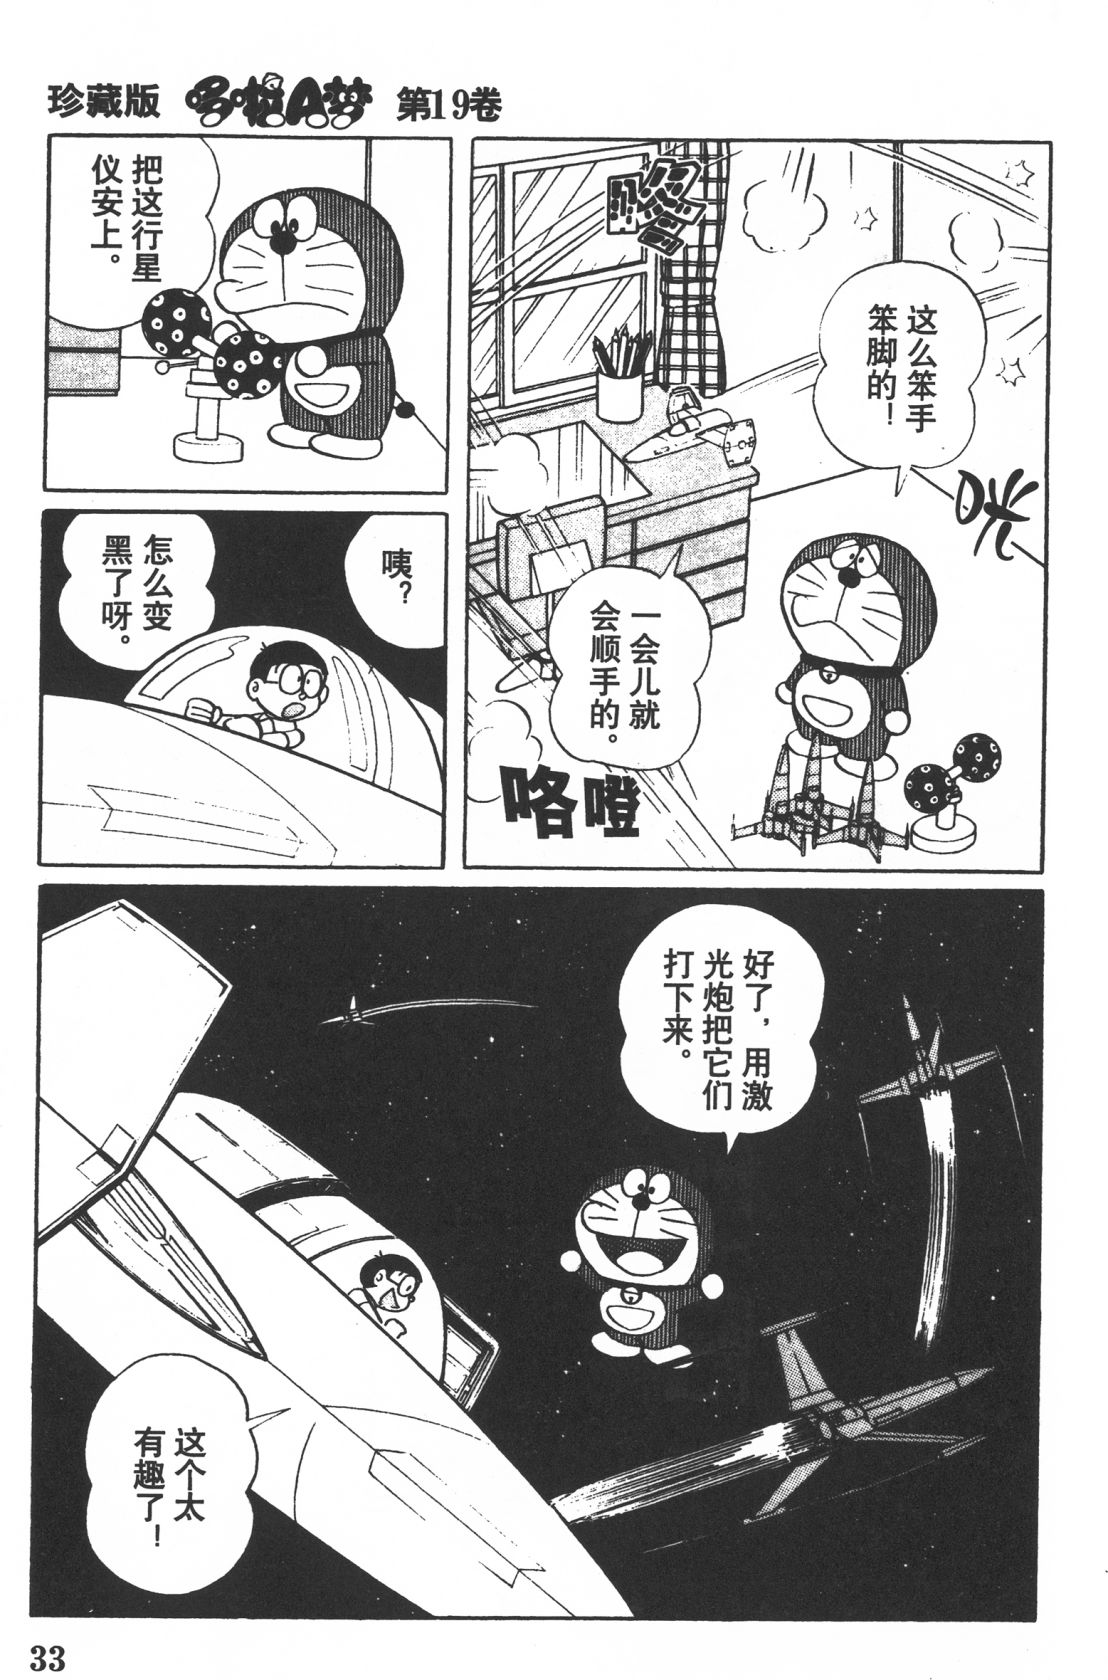 珍藏版 哆啦A梦 第19卷
这么笨手
笨脚的！
咣
一会儿就
会顺手的。
咯噔
把这行星
仪安上。
咦？
怎么变
黑了呀。
好了，用激
光炮把它们
打下来。
这个太
有趣了！
33